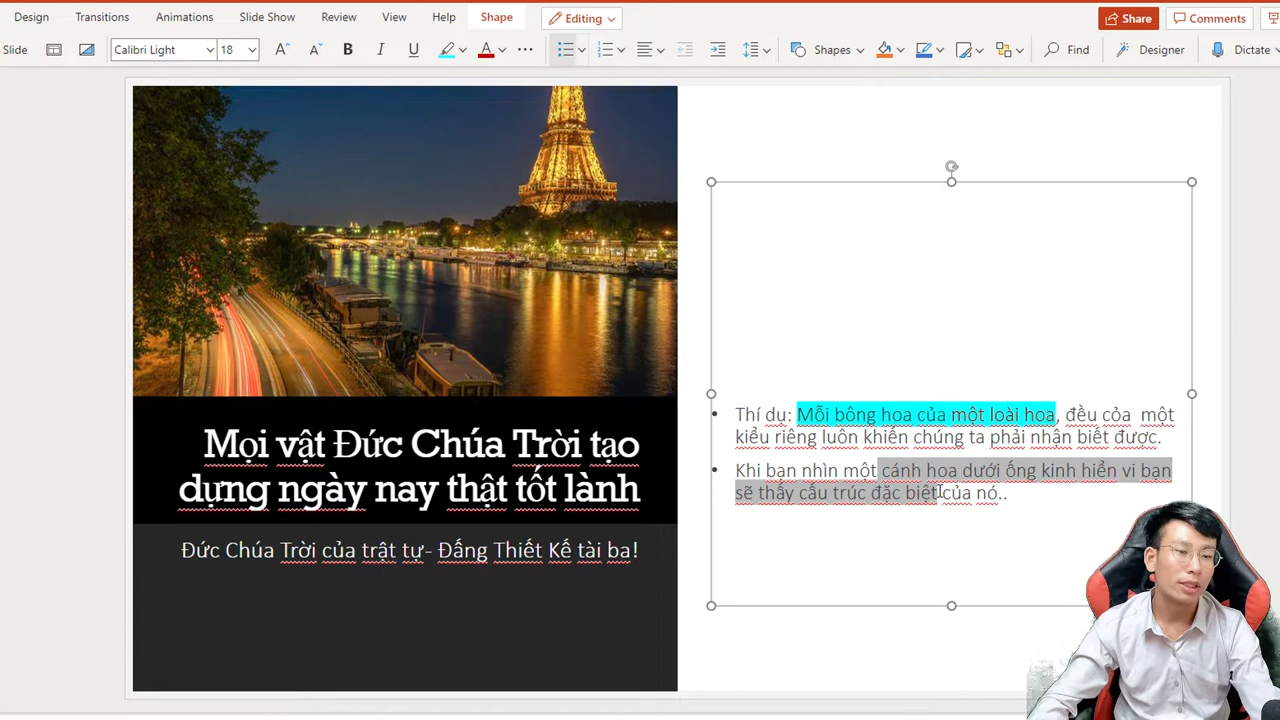 Design Transitions Animations Slide Show Review View Help Shape Editing Share Comments
Slide Calibri Light 18 A A B I U A Shapes Find Designer Dictate
Mọi vật Đức Chúa Trời tạo
dựng ngày nay thật tốt lành
Đức Chúa Trời của trật tự- Đấng Thiết Kế tài ba!
• Thí dụ: Mỗi bông hoa của một loài hoa, đều cỏa một
kiểu riêng luôn khiến chúng ta phải nhận biết được.
• Khi bạn nhìn một cánh hoa dưới ống kinh hiển vi bạn
sẽ thấy cấu trúc đặc biệt của nó..